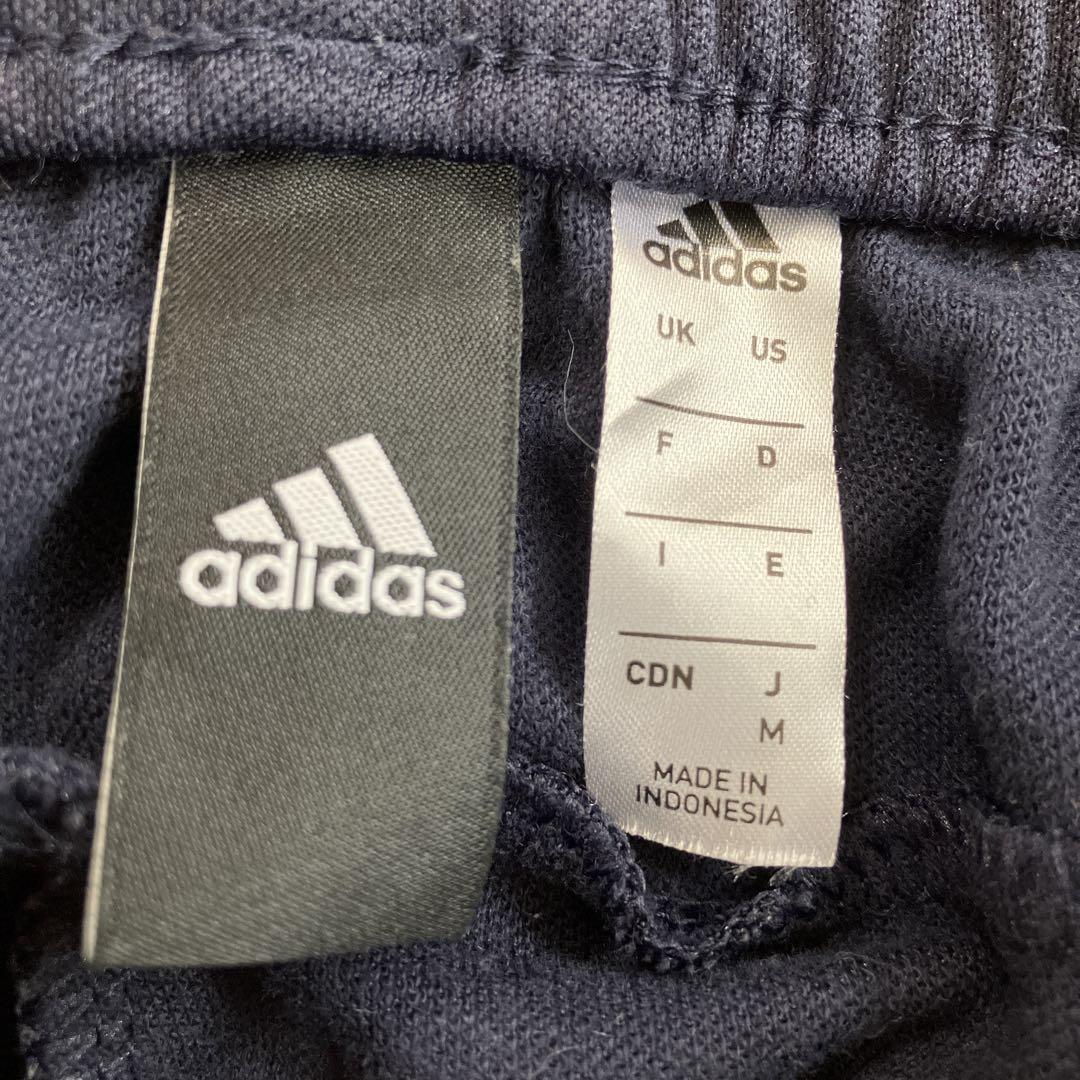 adidas
adidas
UK US
F D
I E
CDN J
M
MADE IN
INDONESIA